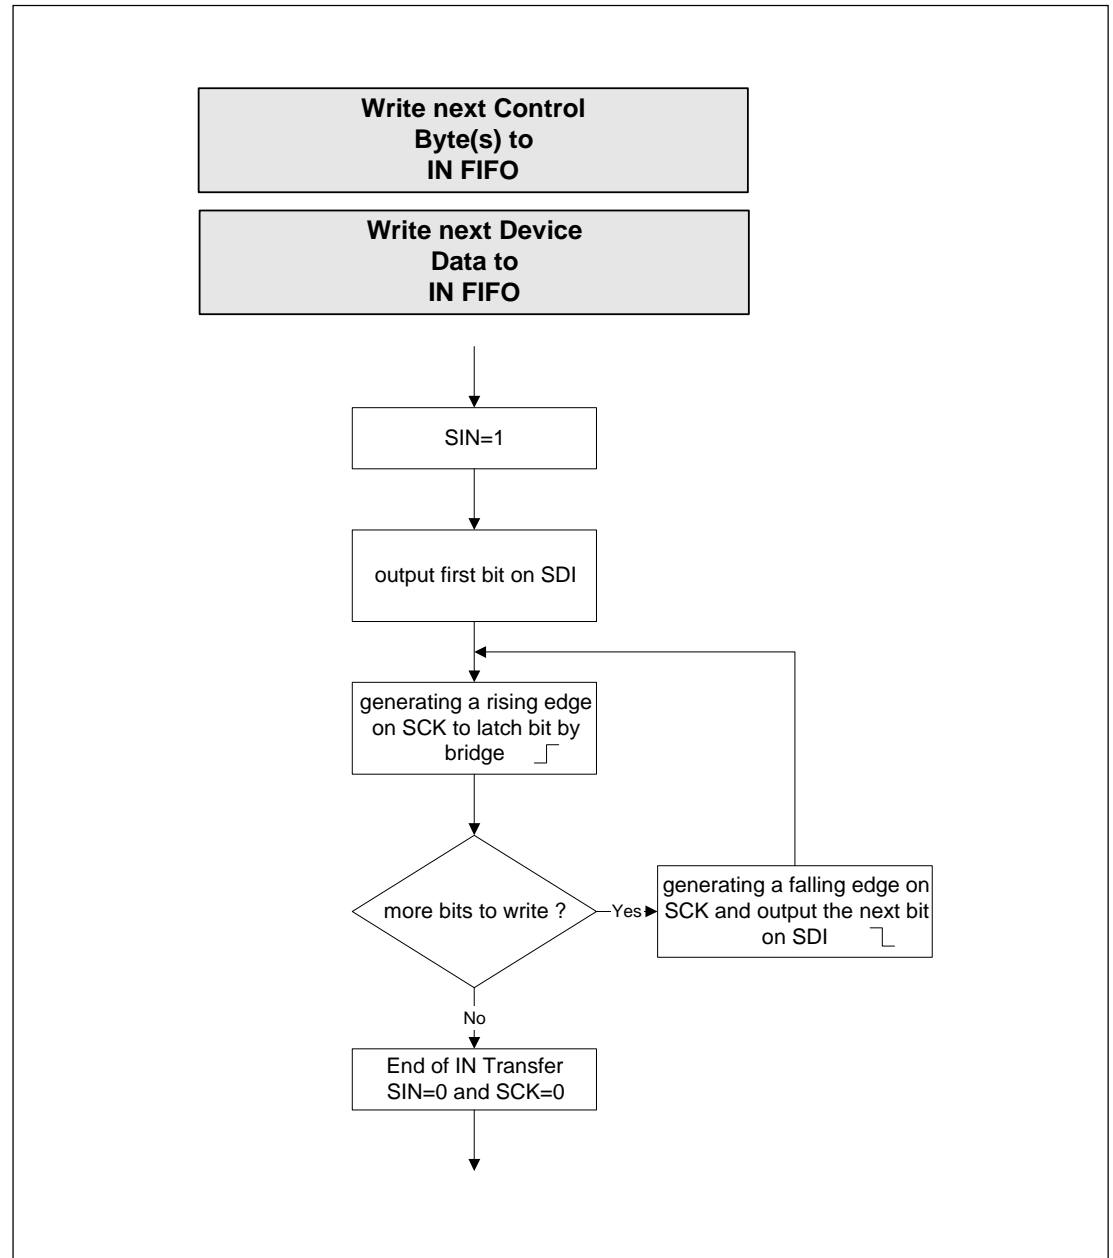 Write next Control
Byte(s) to
IN FIFO
Write next Device
Data to
IN FIFO
SIN=1
output first bit on SDI
generating a rising edge
on SCK to latch bit by
bridge
more bits to write ?
Yes
generating a falling edge on
SCK and output the next bit
on SDI
No
End of IN Transfer
SIN=0 and SCK=0